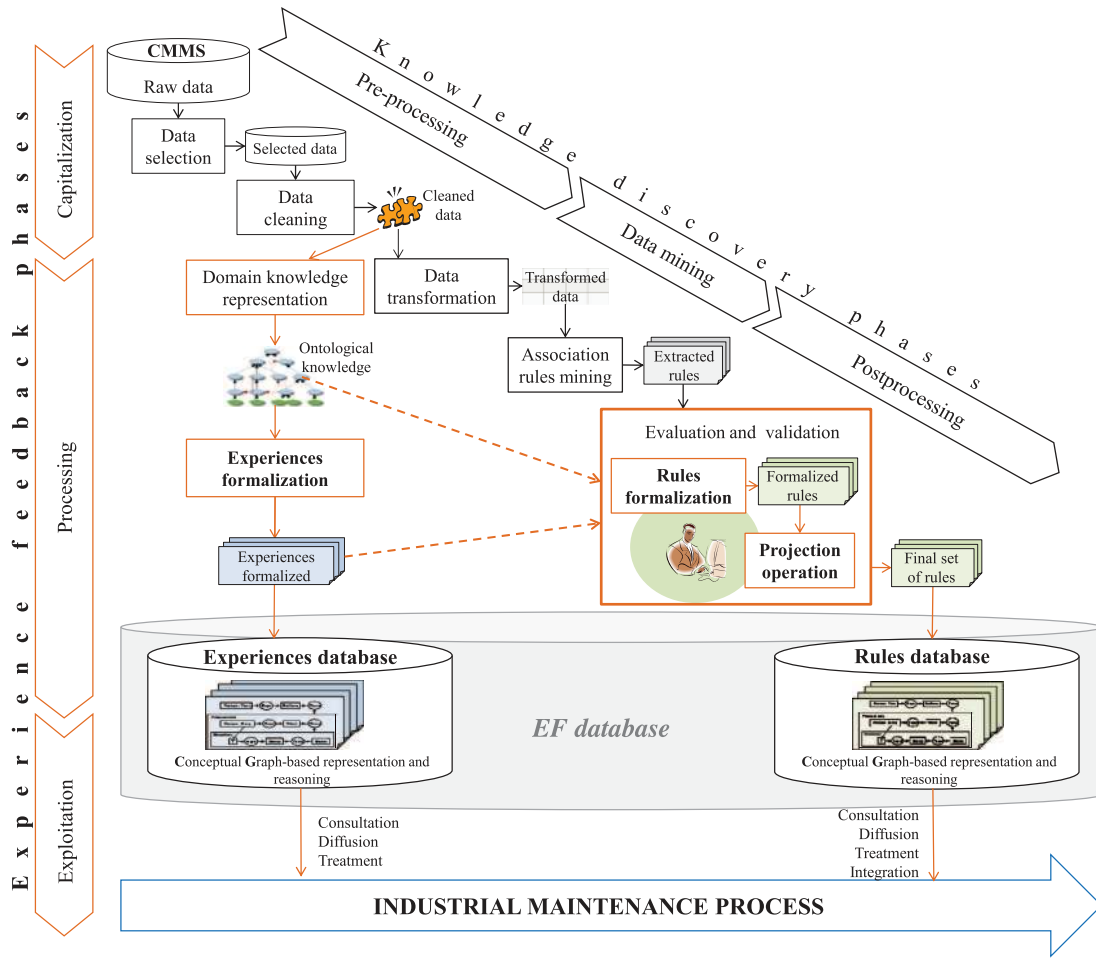 CMMS
Raw data
Data
selection
Selected data
Data
cleaning
Cleaned
data
Knowledge discovery phases
Pre-processing
Data mining
Postprocessing
Experience feedback phases
Capitalization
Processing
Exploitation
Domain knowledge
representation
Data
transformation
Transformed
data
Ontological
knowledge
Association
rules mining
Extracted
rules
Evaluation and validation
Experiences
formalization
Rules
formalization
Formalized
rules
Projection
operation
Experiences
formalized
Final set
of rules
Experiences database
Conceptual Graph-based representation and
reasoning
EF database
Rules database
Conceptual Graph-based representation and
reasoning
Consultation
Diffusion
Treatment
Consultation
Diffusion
Treatment
Integration
INDUSTRIAL MAINTENANCE PROCESS